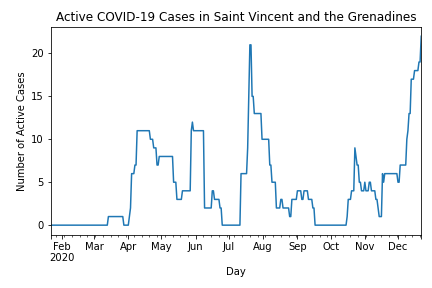 Active COVID-19 Cases in Saint Vincent and the Grenadines
Number of Active Cases
20
15
10
5
0
Feb Mar Apr May Jun Jul Aug Sep Oct Nov Dec
2020
Day